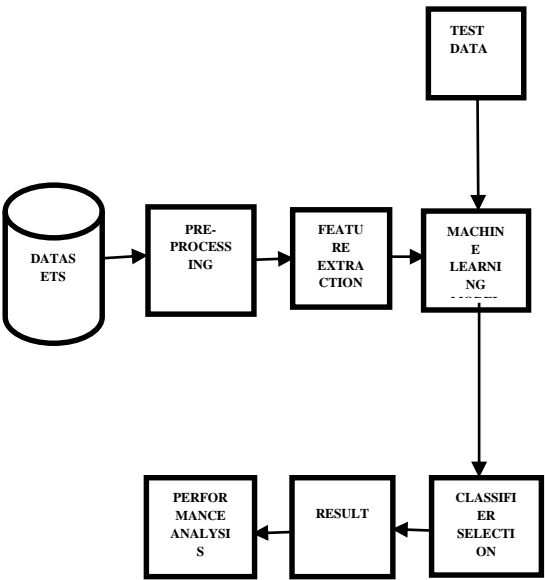 TEST
DATA
DATAS
ETS
PRE-
PROCESS
ING
FEATU
RE
EXTRA
CTION
MACHIN
E
LEARNI
NG
PERFOR
MANCE
ANALYSI
S
RESULT
CLASSIFI
ER
SELECTI
ON